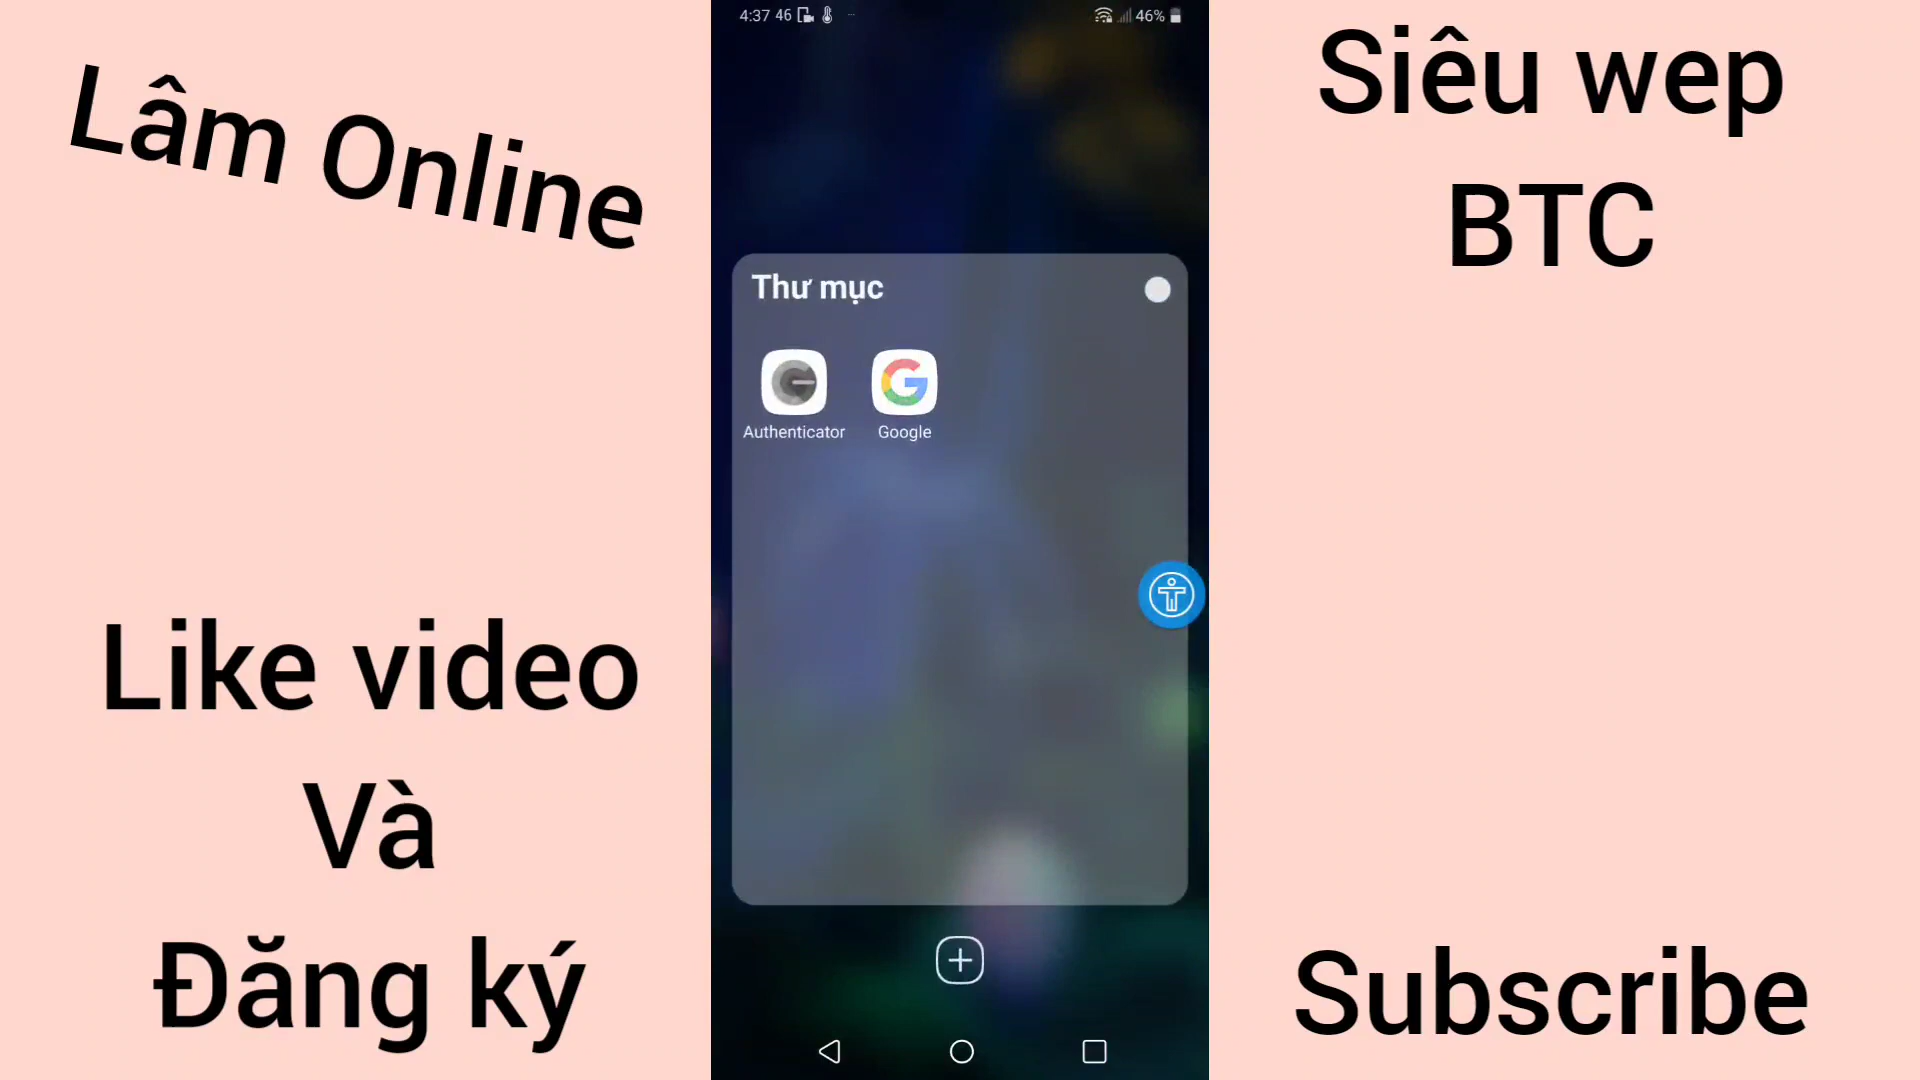 Lâm Online
Like video
Và
Đăng ký
4:37 46
46%
Thư mục
Authenticator
Google
Siêu wep
BTC
Subscribe